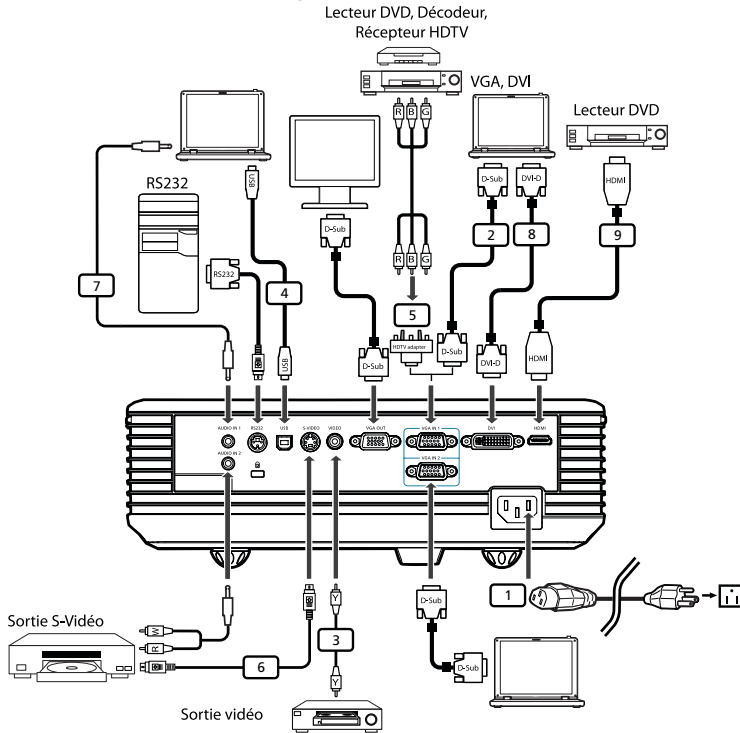 Lecteur DVD, Décodeur,
Récepteur HDTV
VGA, DVI
Lecteur DVD
RS232
R B G
USB
D-Sub
D-Sub
DVI-D
HDMI
RS232
7
4
2
8
9
R B G
5
HDTV adapter
USB
D-Sub
D-Sub
DVI-D
HDMI
AUDIO IN 1
RS232
USB
S-VIDEO
VIDEO
VGA OUT
VGA IN 1
DVI
HDMI
AUDIO IN 2
VGA IN 2
1
D-Sub
D-Sub
Sortie S-Vidéo
W
R
Y
3
Y
6
Sortie vidéo